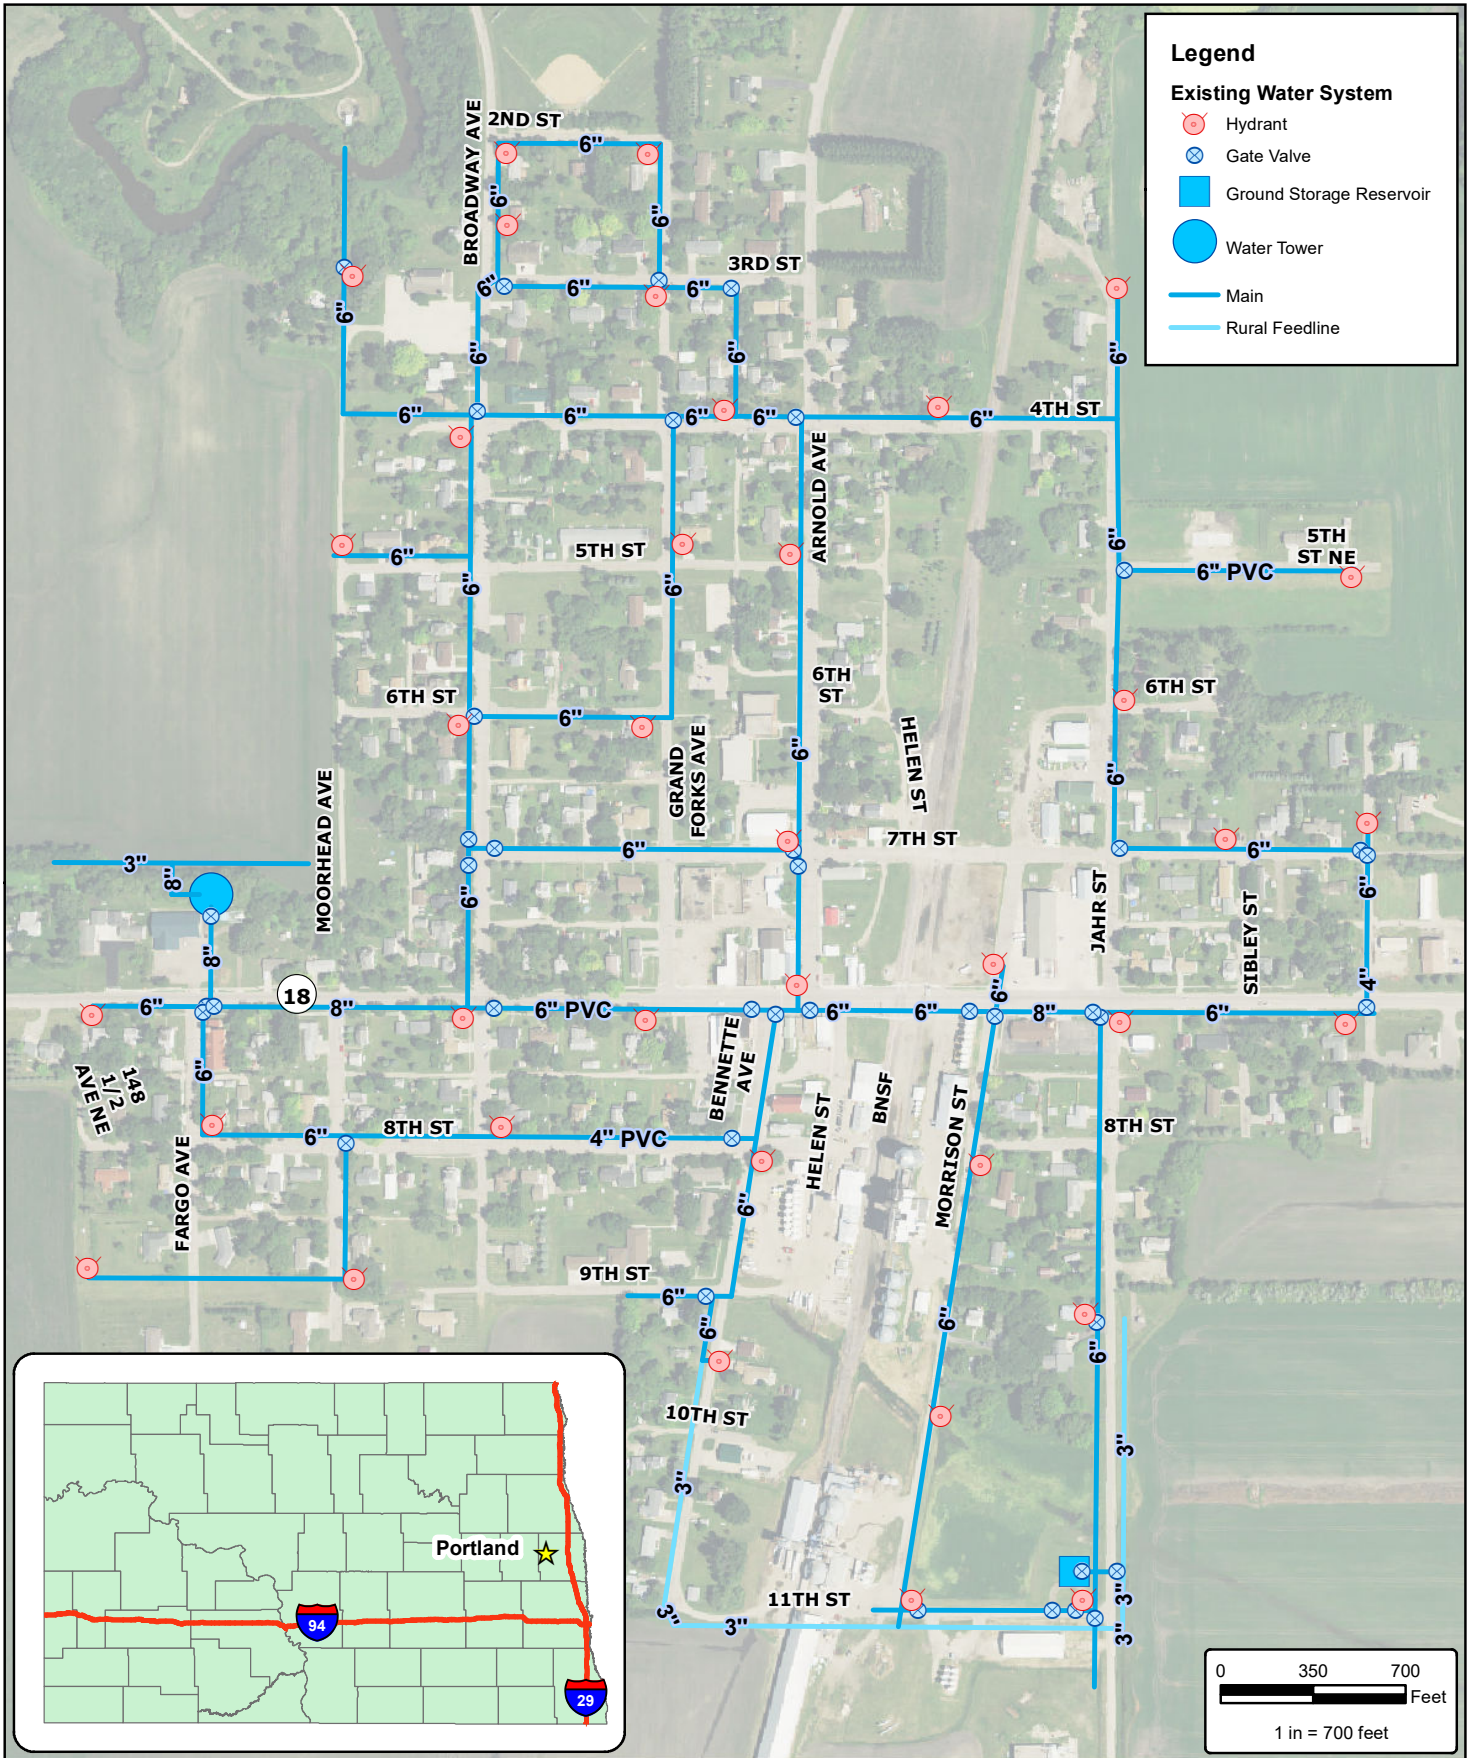 Legend
Existing Water System
Hydrant
Gate Valve
Ground Storage Reservoir
Water Tower
Main
Rural Feedline
2ND ST
6"
BROADWAY AVE
6"
6"
3RD ST
6"
6"
6"
6"
6"
6"
6"
6"
6"
6"
6"
6"
6"
4TH ST
ARNOLD AVE
6"
5TH ST
6"
5TH
ST NE
6" PVC
6"
6"
6TH ST
6"
6TH
ST
6TH ST
GRAND
FORKS AVE
6"
HELEN ST
6"
MOORHEAD AVE
7TH ST
6"
6"
3"
8"
6"
6"
JAHR ST
SIBLEY ST
8"
4"
18
6"
8"
6" PVC
6"
6"
6"
8"
6"
148
1/2
AVE NE
6"
BENNETTE
AVE
HELEN ST
BNSF
MORRISON ST
8TH ST
6"
8TH ST
4" PVC
FARGO AVE
6"
9TH ST
6"
6"
6"
6"
10TH ST
3"
3"
11TH ST
3"
3"
3"
3"
Portland
94
29
0 350 700
Feet
1 in = 700 feet